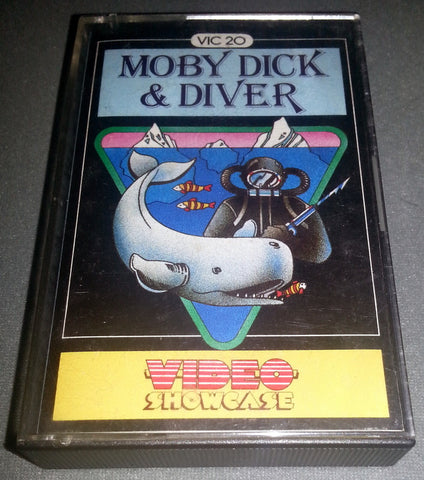 VIC 20
MOBY DICK
& DIVER
VIDEO
SHOWCASE